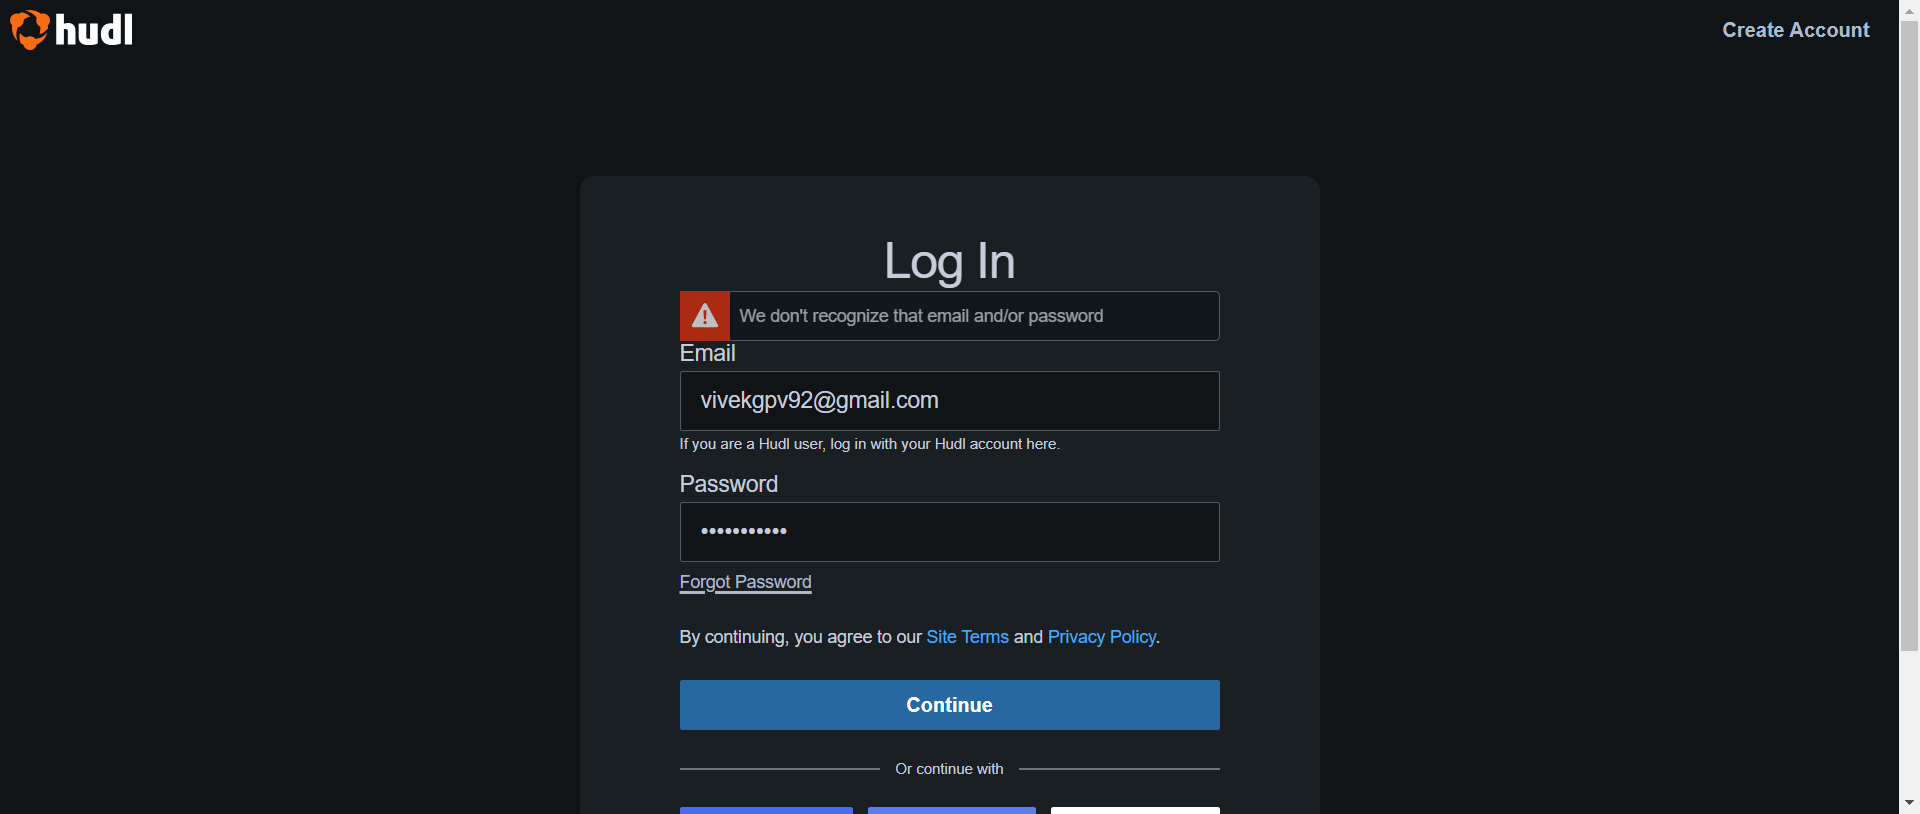 hudl
Create Account
Log In
We don't recognize that email and/or password
Email
vivekgpv92@gmail.com
If you are a Hudl user, log in with your Hudl account here.
Password
•••••••••••
Forgot Password
By continuing, you agree to our Site Terms and Privacy Policy.
Continue
Or continue with